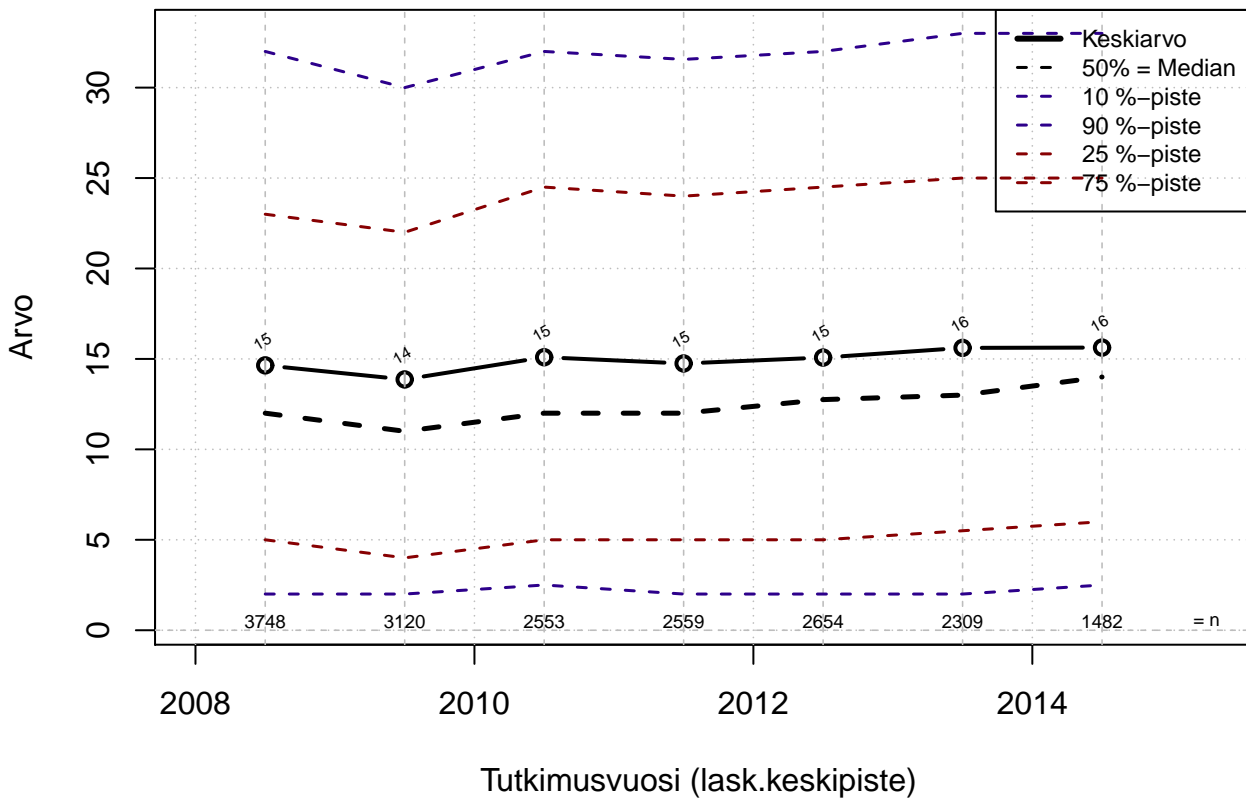 Keskiarvo
50% = Median
10 %−piste
90 %−piste
25 %−piste
75 %−piste
Arvo
30
25
20
15
10
5
0
15 14 15 15 15 16 16
3748 3120 2553 2559 2654 2309 1482 = n
2008 2010 2012 2014
Tutkimusvuosi (lask.keskipiste)